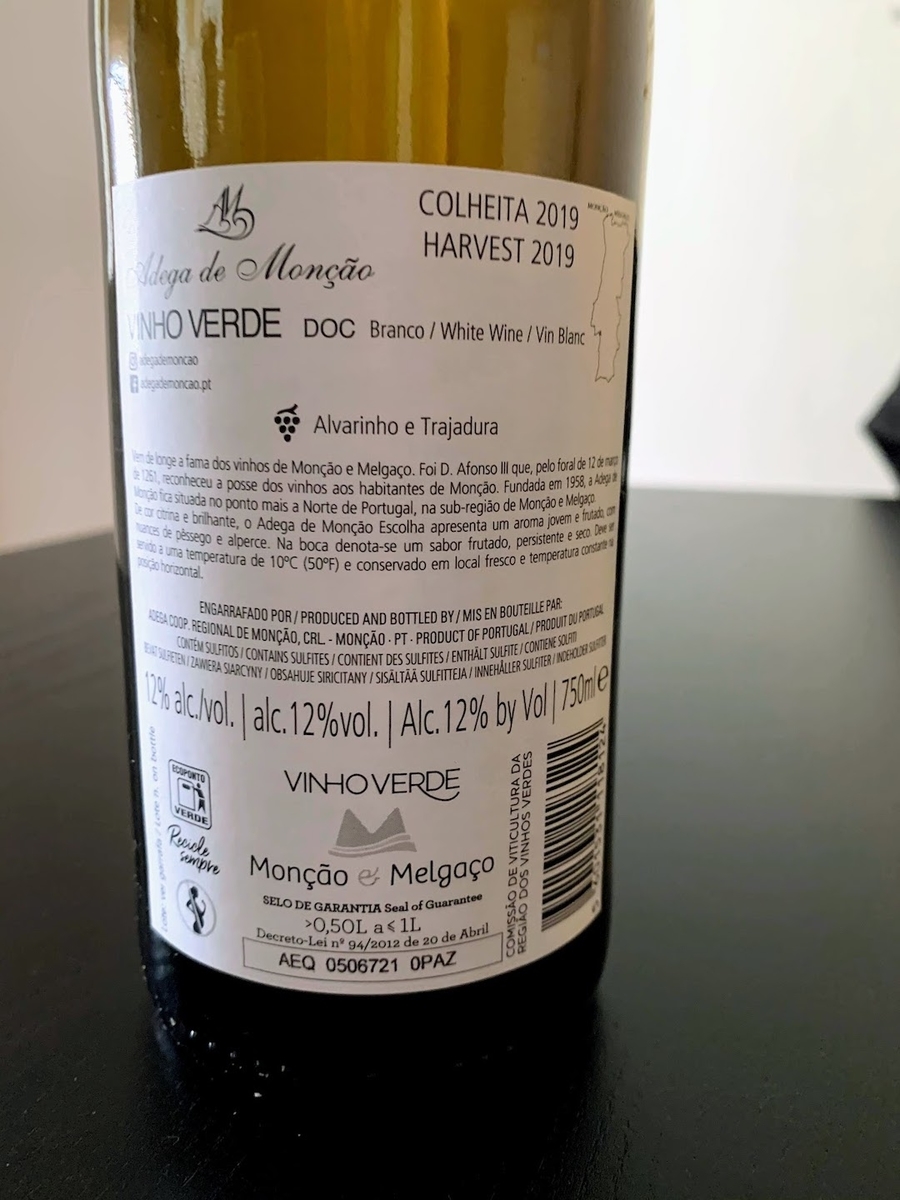 AM
COLHEITA 2019
HARVEST 2019
MONÇÃO
Adega de Monção
VINHO VERDE DOC Branco / White Wine / Vin Blanc
adegademoncao
adegademoncao.pt
Alvarinho e Trajadura
Vem de longe a fama dos vinhos de Monção e Melgaço. Foi D. Afonso III que, pelo foral de 12 de março
de 1261, reconheceu a posse dos vinhos aos habitantes de Monção. Fundada em 1958, a Adega de
Monção fica situada no ponto mais a Norte de Portugal, na sub-região de Monção e Melgaço.
De cor citrina e brilhante, o Adega de Monção Escolha apresenta um aroma jovem e frutado, com
nuances de pêssego e alperce. Na boca denota-se um sabor frutado, persistente e seco. Deve ser
servido a uma temperatura de 10ºC (50ºF) e conservado em local fresco e temperatura constante na
posição horizontal.
ENGARRAFADO POR / PRODUCED AND BOTTLED BY / MIS EN BOUTEILLE PAR:
ADEGA COOP. REGIONAL DE MONÇÃO, CRL. - MONÇÃO · PT · PRODUCT OF PORTUGAL / PRODUIT DU PORTUGAL
CONTÉM SULFITOS / CONTAINS SULFITES / CONTIENT DES SULFITES / ENTHÄLT SULFITE / CONTIENE SOLFITI
BEVAT SULFIETEN / ZAWIERA SIARCYNY / OBSAHUJE SIRICITANY / SISÄLTÄÄ SULFITTEJA / INNEHÅLLER SULFITER / INDEHOLDER SULFITTER
12% alc./vol. | alc.12%vol. | Alc.12% by Vol | 750ml e
Lote: ver garrafa / Lote n. on bottle
ECOPONTO
VERDE
Recicle
sempre
VINHO VERDE
Monção e Melgaço
SELO DE GARANTIA Seal of Guarantee
>0,50L a ≤ 1L
Decreto-Lei nº 94/2012 de 20 de Abril
AEQ 0506721 0PAZ
COMISSÃO DE VITICULTURA DA
REGIÃO DOS VINHOS VERDES